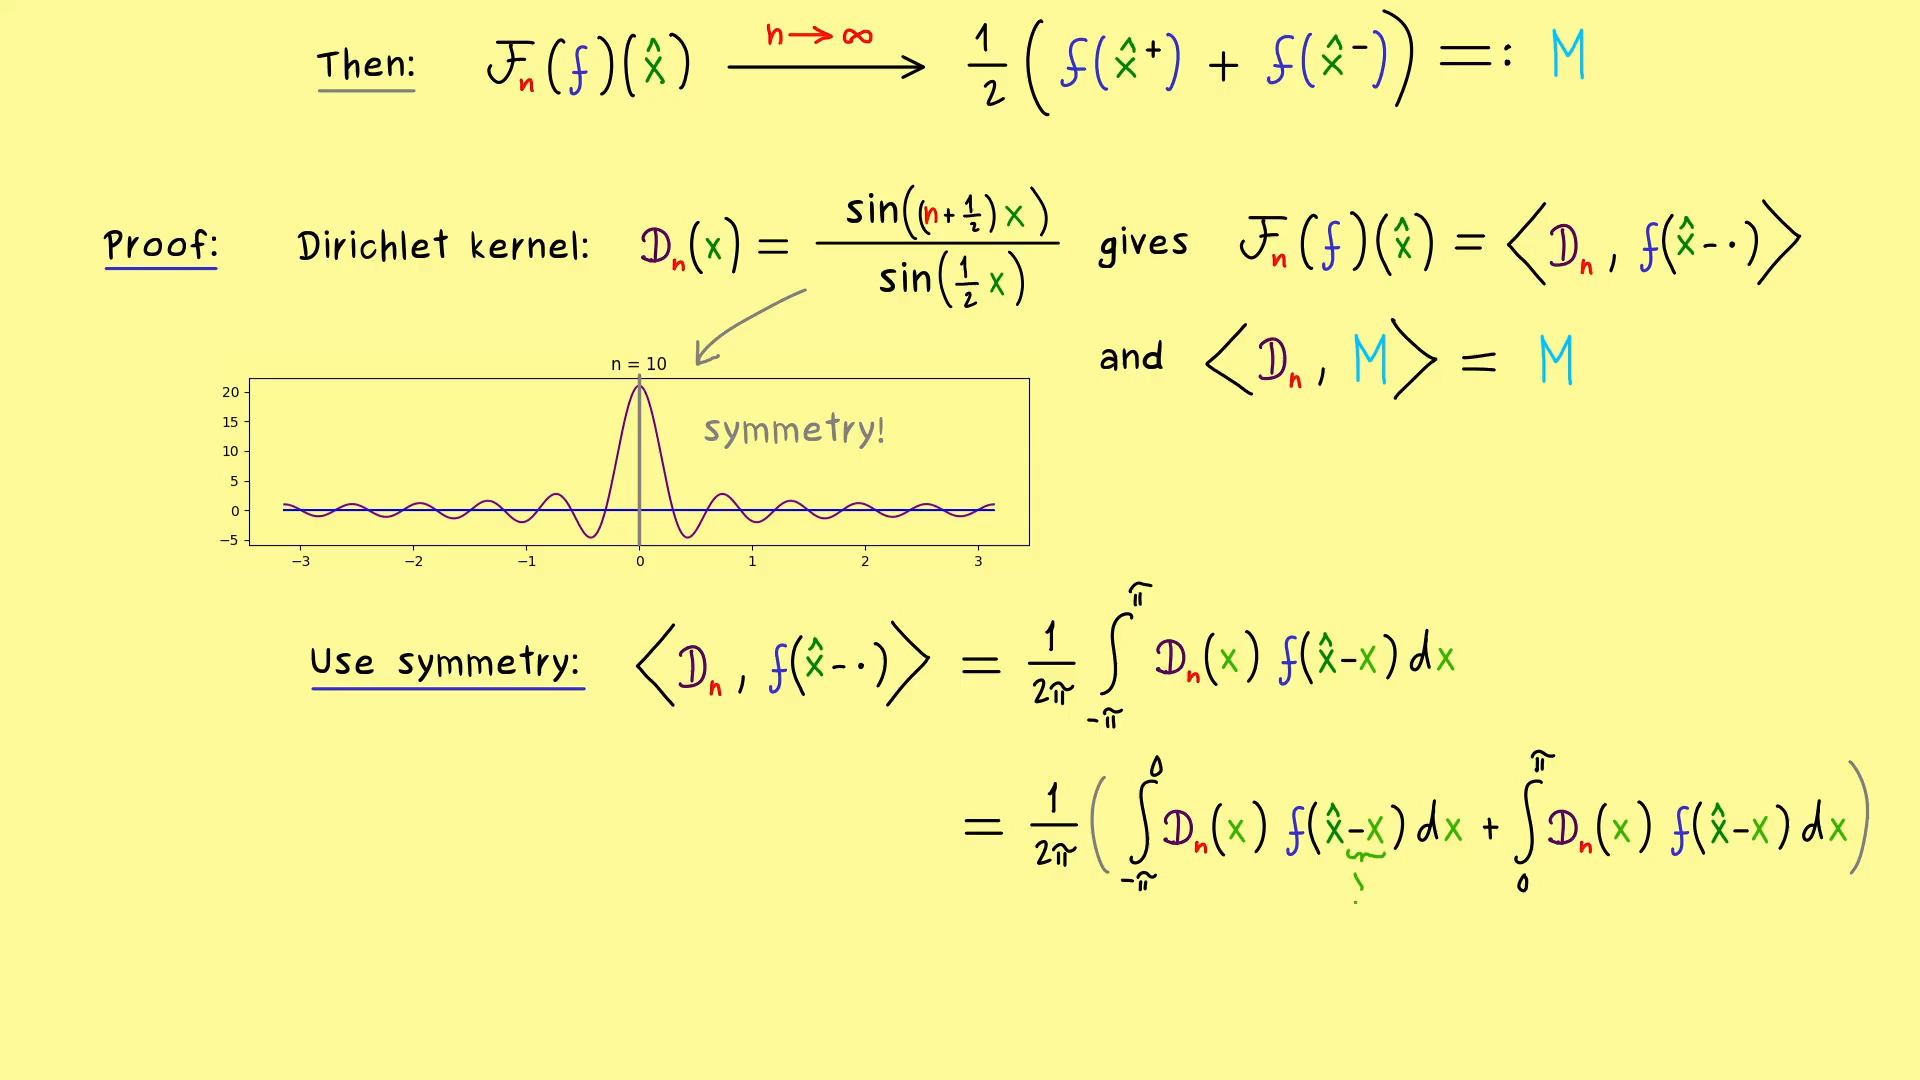 Then: 𝓕ₙ(f)(x̂) n→∞ ⟶ 1/2 ( f(x̂⁺) + f(x̂⁻) ) =: M
Proof: Dirichlet kernel: Dₙ(x) = sin((n+1/2)x) / sin(1/2 x) gives 𝓕ₙ(f)(x̂) = ⟨Dₙ, f(x̂-·)⟩
and ⟨Dₙ, M⟩ = M
n = 10
symmetry!
20
15
10
5
0
−5
−3 −2 −1 0 1 2 3
Use symmetry: ⟨Dₙ, f(x̂-·)⟩ = 1/2π ∫_{-π}^{π} Dₙ(x) f(x̂-x) dx
= 1/2π ( ∫_{-π}^{0} Dₙ(x) f(x̂-x) dx + ∫_{0}^{π} Dₙ(x) f(x̂-x) dx )